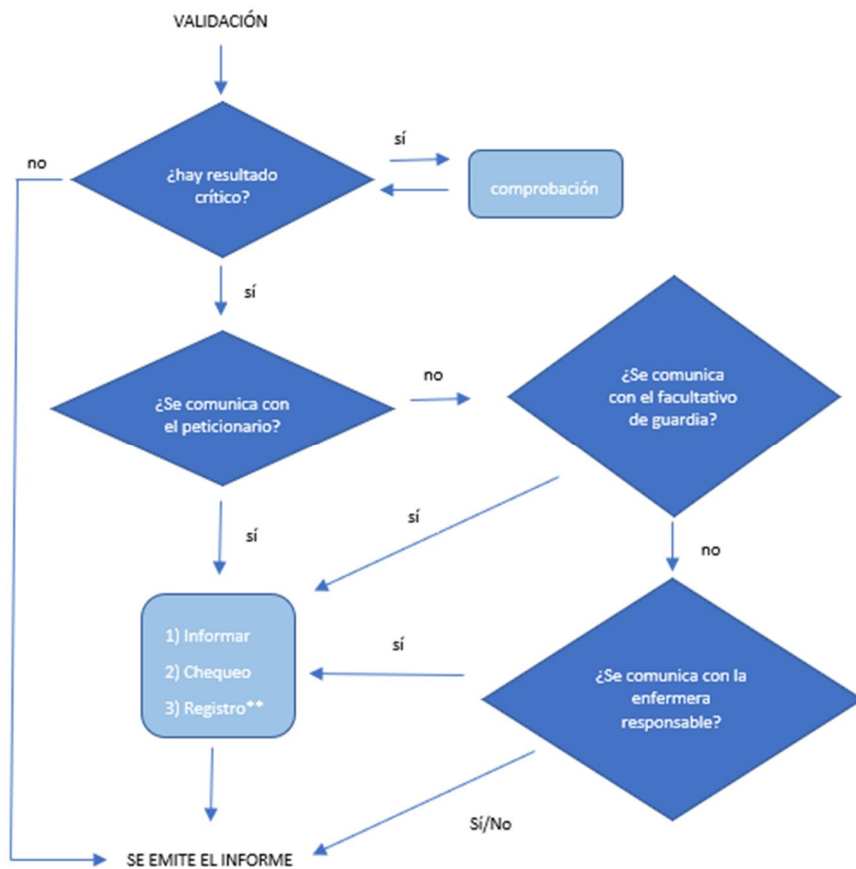 VALIDACIÓN
no
¿hay resultado
crítico?
sí
comprobación
sí
¿Se comunica con
el peticionario?
no
¿Se comunica
con el facultativo
de guardia?
sí
sí
no
1) Informar
2) Chequeo
3) Registro**
sí
¿Se comunica con la
enfermera
responsable?
Sí/No
SE EMITE EL INFORME